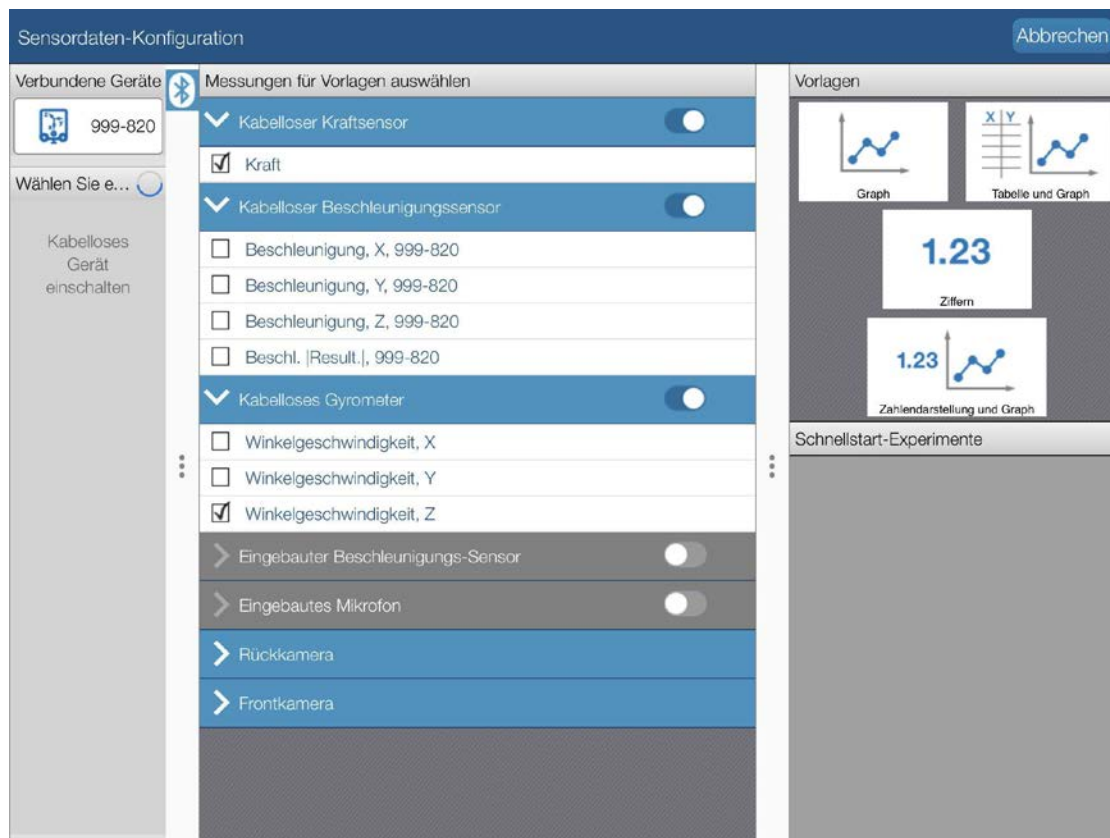 Sensordaten-Konfiguration
Abbrechen
Verbundene Geräte
999-820
Wählen Sie e...
Kabelloses
Gerät
einschalten
Messungen für Vorlagen auswählen
Kabelloser Kraftsensor
Kraft
Kabelloser Beschleunigungssensor
Beschleunigung, X, 999-820
Beschleunigung, Y, 999-820
Beschleunigung, Z, 999-820
Beschl. |Result.|, 999-820
Kabelloses Gyrometer
Winkelgeschwindigkeit, X
Winkelgeschwindigkeit, Y
Winkelgeschwindigkeit, Z
Eingebauter Beschleunigungs-Sensor
Eingebautes Mikrofon
Rückkamera
Frontkamera
Vorlagen
Graph
X Y
Tabelle und Graph
1.23
Ziffern
1.23
Zahlendarstellung und Graph
Schnellstart-Experimente